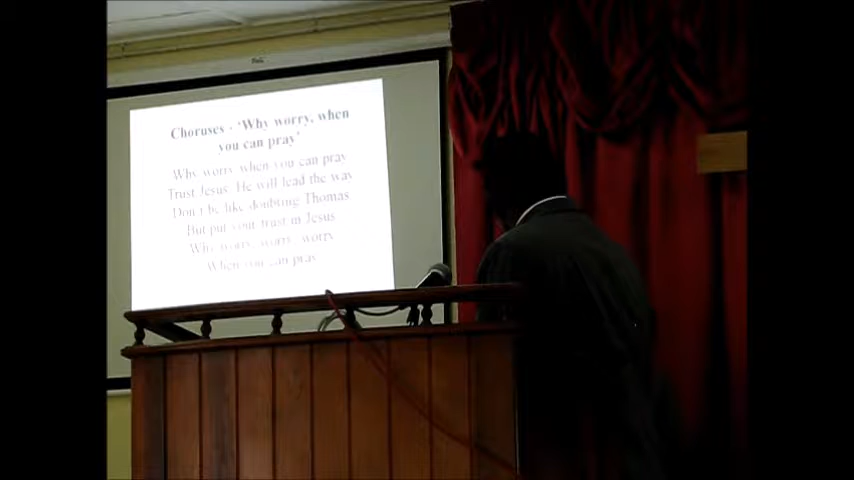 Choruses - 'Why worry, when
you can pray'
Why worry, when you can pray
Trust Jesus, He will lead the way
Don't be like doubting Thomas
But put your trust in Jesus
Why worry, worry, worry, worry
When you can pray